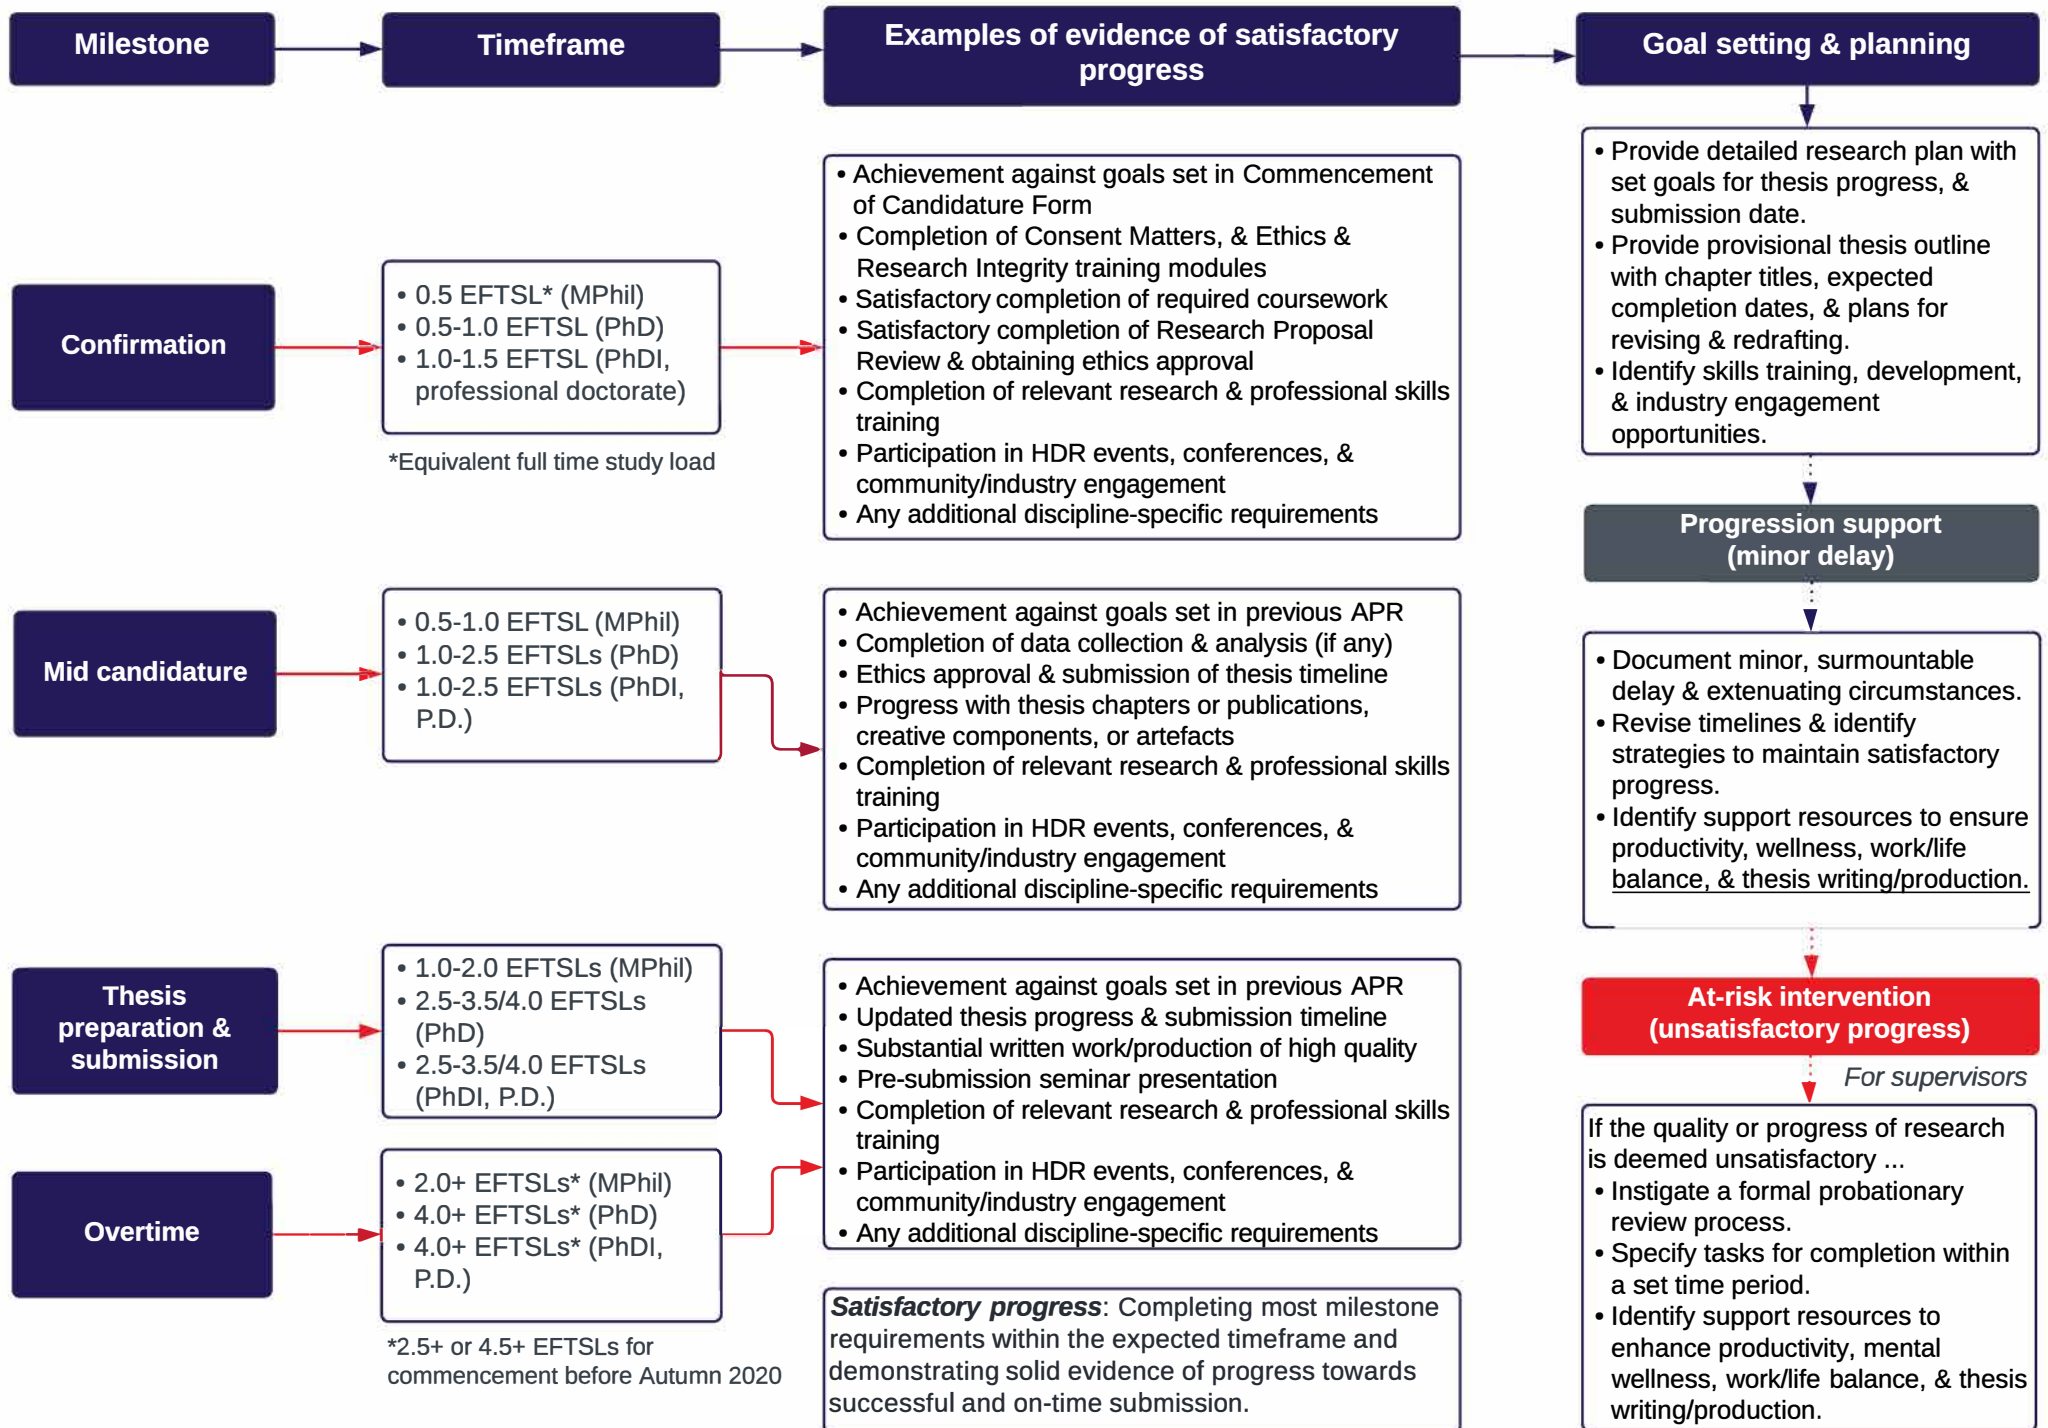 Milestone
Timeframe
Examples of evidence of satisfactory
progress
Goal setting & planning
Confirmation
• 0.5 EFTSL* (MPhil)
• 0.5-1.0 EFTSL (PhD)
• 1.0-1.5 EFTSL (PhDI,
professional doctorate)
*Equivalent full time study load
• Achievement against goals set in Commencement
of Candidature Form
• Completion of Consent Matters, & Ethics &
Research Integrity training modules
• Satisfactory completion of required coursework
• Satisfactory completion of Research Proposal
Review & obtaining ethics approval
• Completion of relevant research & professional skills
training
• Participation in HDR events, conferences, &
community/industry engagement
• Any additional discipline-specific requirements
Mid candidature
• 0.5-1.0 EFTSL (MPhil)
• 1.0-2.5 EFTSLs (PhD)
• 1.0-2.5 EFTSLs (PhDI,
P.D.)
• Achievement against goals set in previous APR
• Completion of data collection & analysis (if any)
• Ethics approval & submission of thesis timeline
• Progress with thesis chapters or publications,
creative components, or artefacts
• Completion of relevant research & professional skills
training
• Participation in HDR events, conferences, &
community/industry engagement
• Any additional discipline-specific requirements
Thesis
preparation &
submission
• 1.0-2.0 EFTSLs (MPhil)
• 2.5-3.5/4.0 EFTSLs
(PhD)
• 2.5-3.5/4.0 EFTSLs
(PhDI, P.D.)
Overtime
• 2.0+ EFTSLs* (MPhil)
• 4.0+ EFTSLs* (PhD)
• 4.0+ EFTSLs* (PhDI,
P.D.)
*2.5+ or 4.5+ EFTSLs for
commencement before Autumn 2020
• Achievement against goals set in previous APR
• Updated thesis progress & submission timeline
• Substantial written work/production of high quality
• Pre-submission seminar presentation
• Completion of relevant research & professional skills
training
• Participation in HDR events, conferences, &
community/industry engagement
• Any additional discipline-specific requirements
Satisfactory progress: Completing most milestone
requirements within the expected timeframe and
demonstrating solid evidence of progress towards
successful and on-time submission.
• Provide detailed research plan with
set goals for thesis progress, &
submission date.
• Provide provisional thesis outline
with chapter titles, expected
completion dates, & plans for
revising & redrafting.
• Identify skills training, development,
& industry engagement
opportunities.
Progression support
(minor delay)
• Document minor, surmountable
delay & extenuating circumstances.
• Revise timelines & identify
strategies to maintain satisfactory
progress.
• Identify support resources to ensure
productivity, wellness, work/life
balance, & thesis writing/production.
At-risk intervention
(unsatisfactory progress)
For supervisors
If the quality or progress of research
is deemed unsatisfactory ...
• Instigate a formal probationary
review process.
• Specify tasks for completion within
a set time period.
• Identify support resources to
enhance productivity, mental
wellness, work/life balance, & thesis
writing/production.